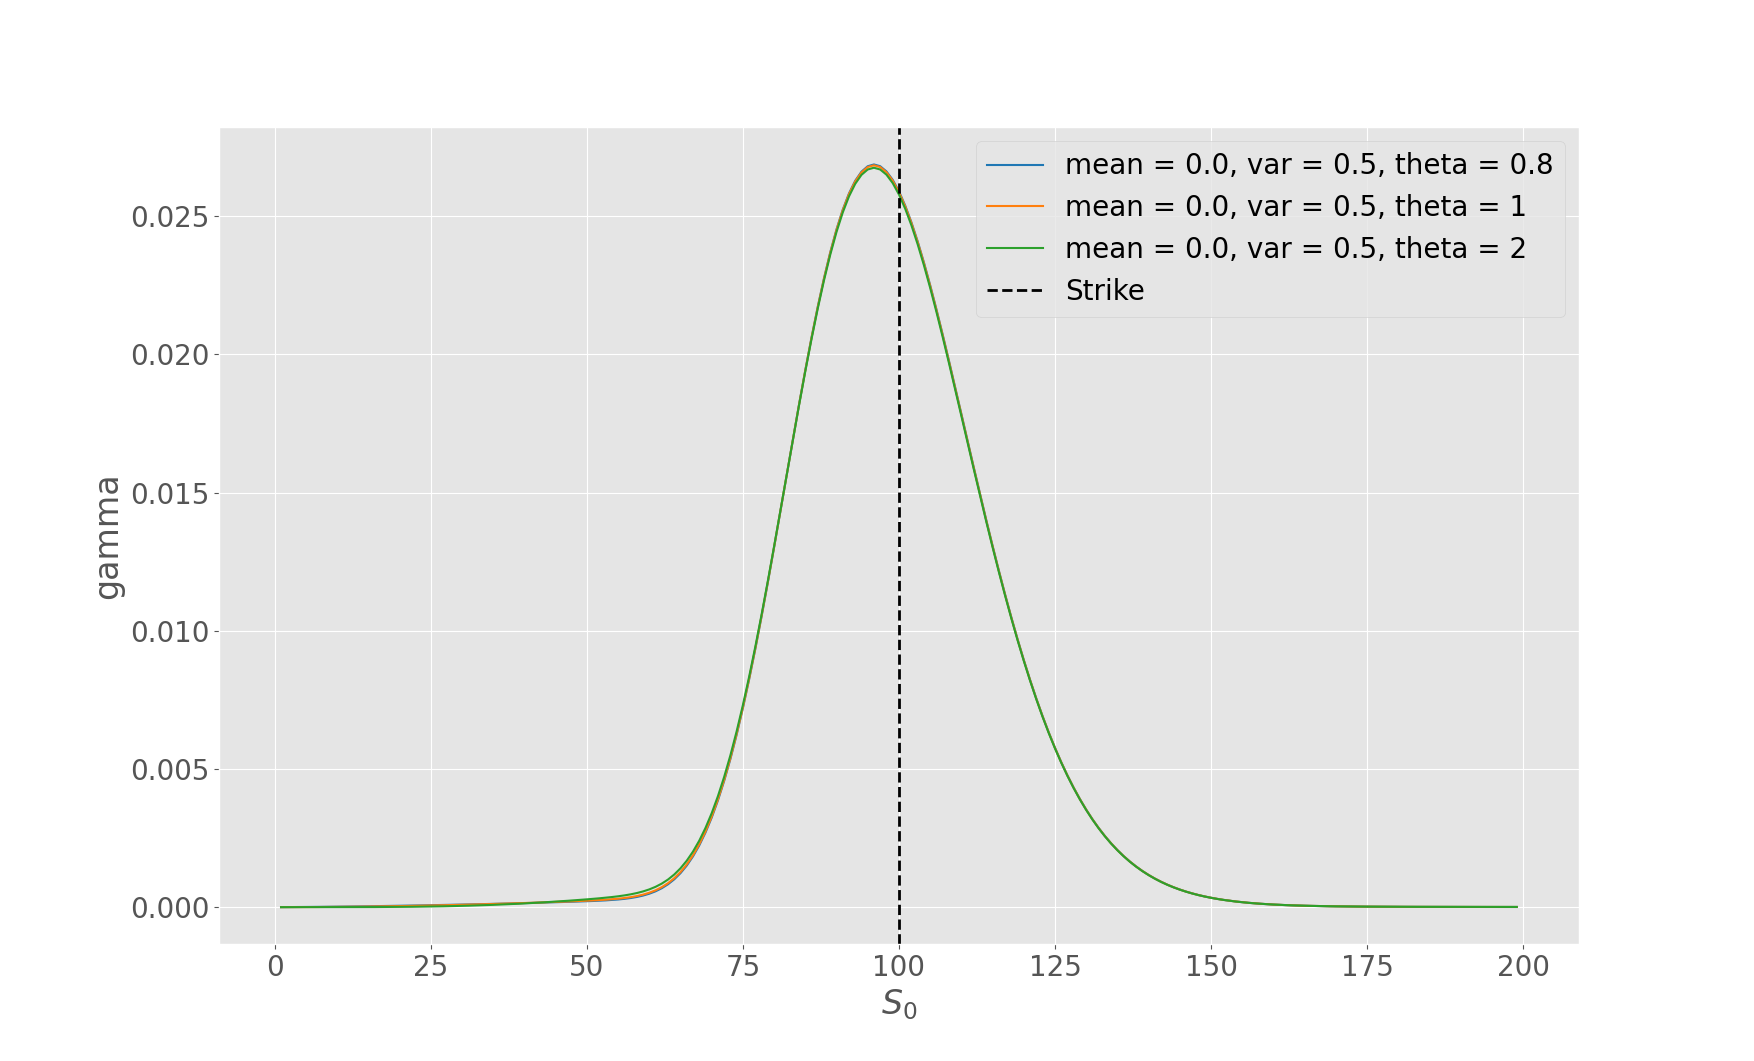 mean = 0.0, var = 0.5, theta = 0.8
mean = 0.0, var = 0.5, theta = 1
mean = 0.0, var = 0.5, theta = 2
Strike
gamma
0.025
0.020
0.015
0.010
0.005
0.000
0 25 50 75 100 125 150 175 200
S₀